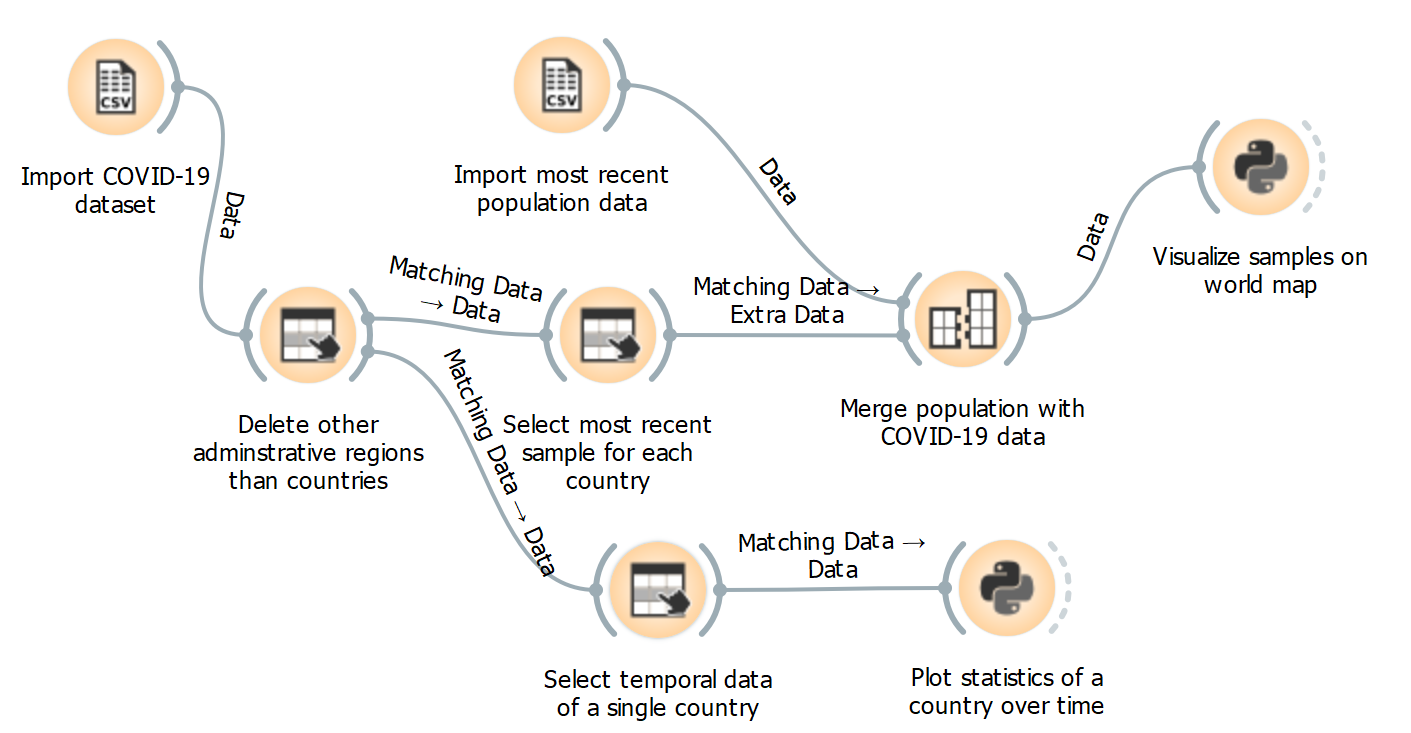 CSV
Import COVID-19
dataset
CSV
Import most recent
population data
Data
Data
Data
Visualize samples on
world map
Matching Data
→ Data
Matching Data →
Extra Data
Delete other
adminstrative regions
than countries
Matching Data → Data
Select most recent
sample for each
country
Merge population with
COVID-19 data
Matching Data →
Data
Select temporal data
of a single country
Plot statistics of a
country over time